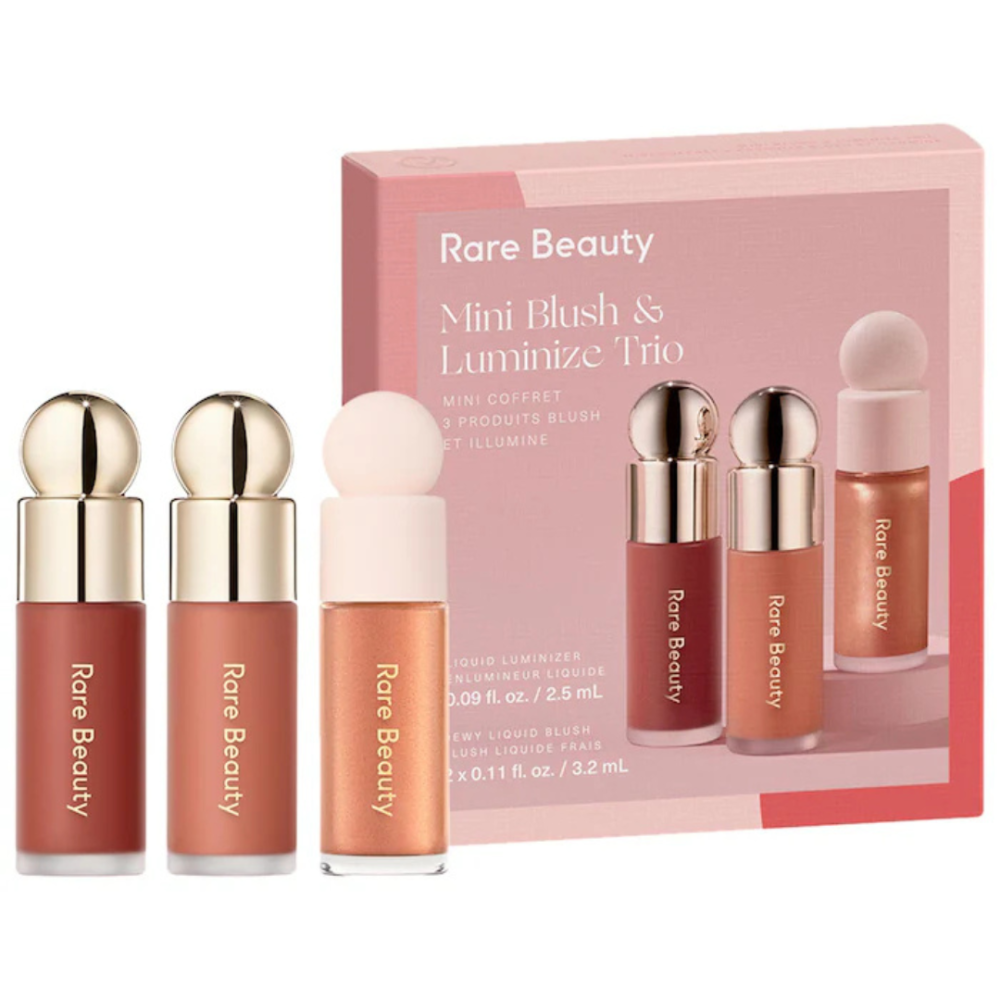 Rare Beauty
Mini Blush &
Luminize Trio
MINI COFFRET
3 PRODUITS BLUSH
ET ILLUMINE
LIQUID LUMINIZER
ENLUMINEUR LIQUIDE
0.09 fl. oz. / 2.5 mL
DEWY LIQUID BLUSH
BLUSH LIQUIDE FRAIS
2 x 0.11 fl. oz. / 3.2 mL
Rare Beauty
Rare Beauty
Rare Beauty
Rare Beauty
Rare Beauty
Rare Beauty